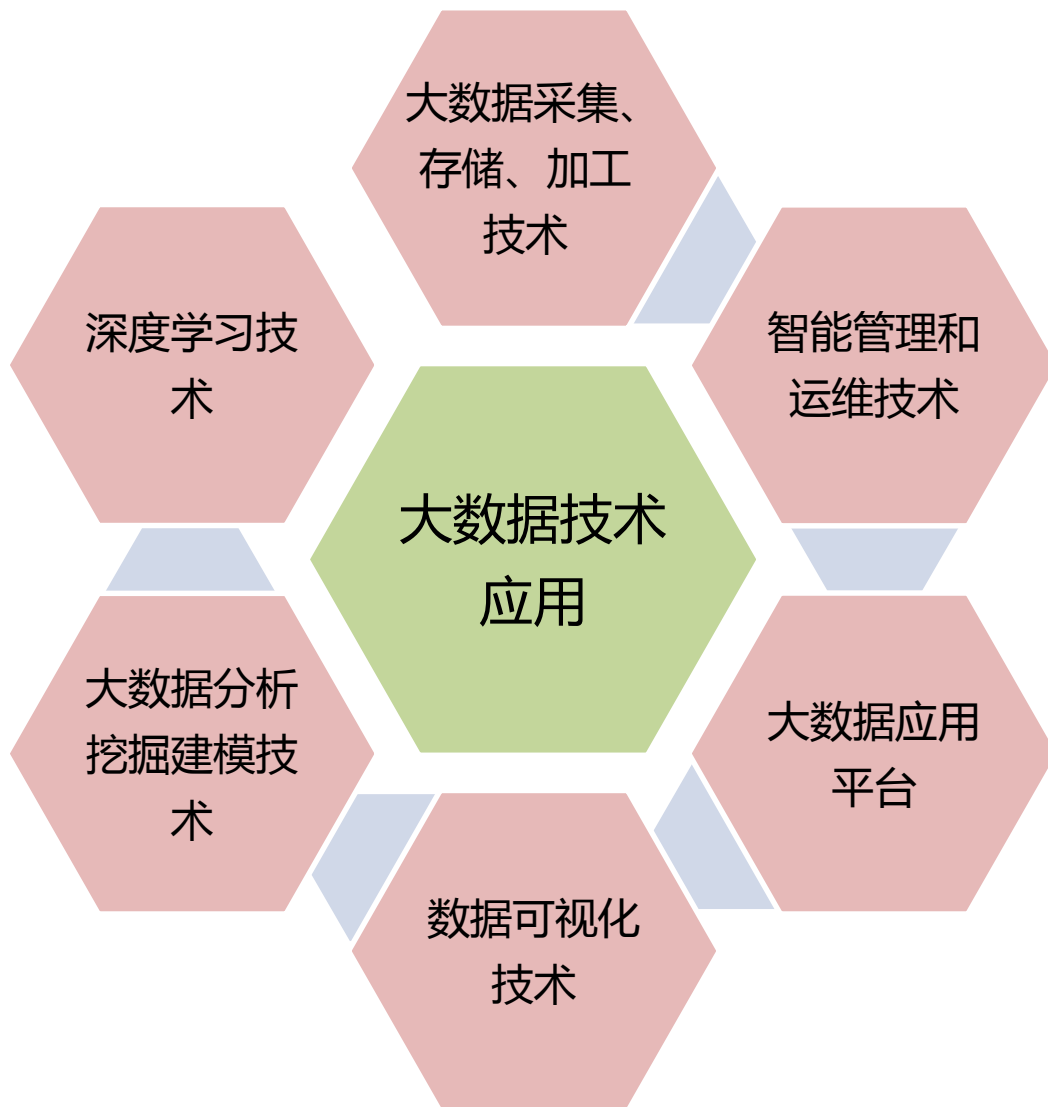 大数据采集、
存储、加工
技术
智能管理和
运维技术
大数据应用
平台
数据可视化
技术
大数据分析
挖掘建模技
术
深度学习技
术
大数据技术
应用